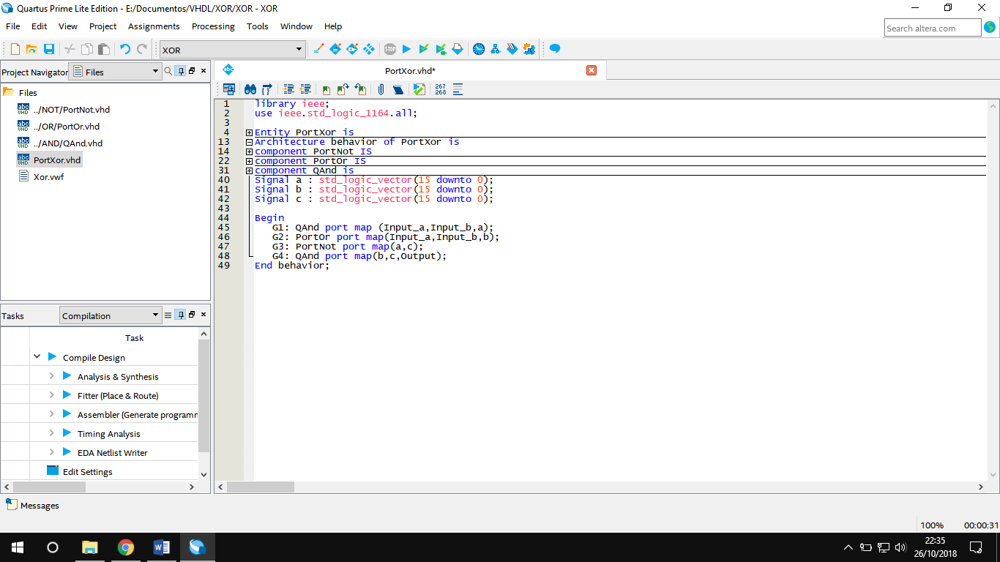 Quartus Prime Lite Edition - E:/Documentos/VHDL/XOR/XOR - XOR
File Edit View Project Assignments Processing Tools Window Help
Search altera.com
XOR
STOP
Project Navigator Files
PortXor.vhd*
Files
../NOT/PortNot.vhd
../OR/PortOr.vhd
../AND/QAnd.vhd
PortXor.vhd
Xor.vwf
267
268
1 library ieee;
2 use ieee.std_logic_1164.all;
3
4 Entity PortXor is
13 Architecture behavior of PortXor is
14 component PortNot IS
22 component PortOr IS
31 component QAnd is
40 Signal a : std_logic_vector(15 downto 0);
41 Signal b : std_logic_vector(15 downto 0);
42 Signal c : std_logic_vector(15 downto 0);
43
44 Begin
45 G1: QAnd port map (Input_a,Input_b,a);
46 G2: PortOr port map(Input_a,Input_b,b);
47 G3: PortNot port map(a,c);
48 G4: QAnd port map(b,c,Output);
49 End behavior;
Tasks Compilation
Task
Compile Design
Analysis & Synthesis
Fitter (Place & Route)
Assembler (Generate programm
Timing Analysis
EDA Netlist Writer
Edit Settings
Messages
100% 00:00:31
22:35
26/10/2018